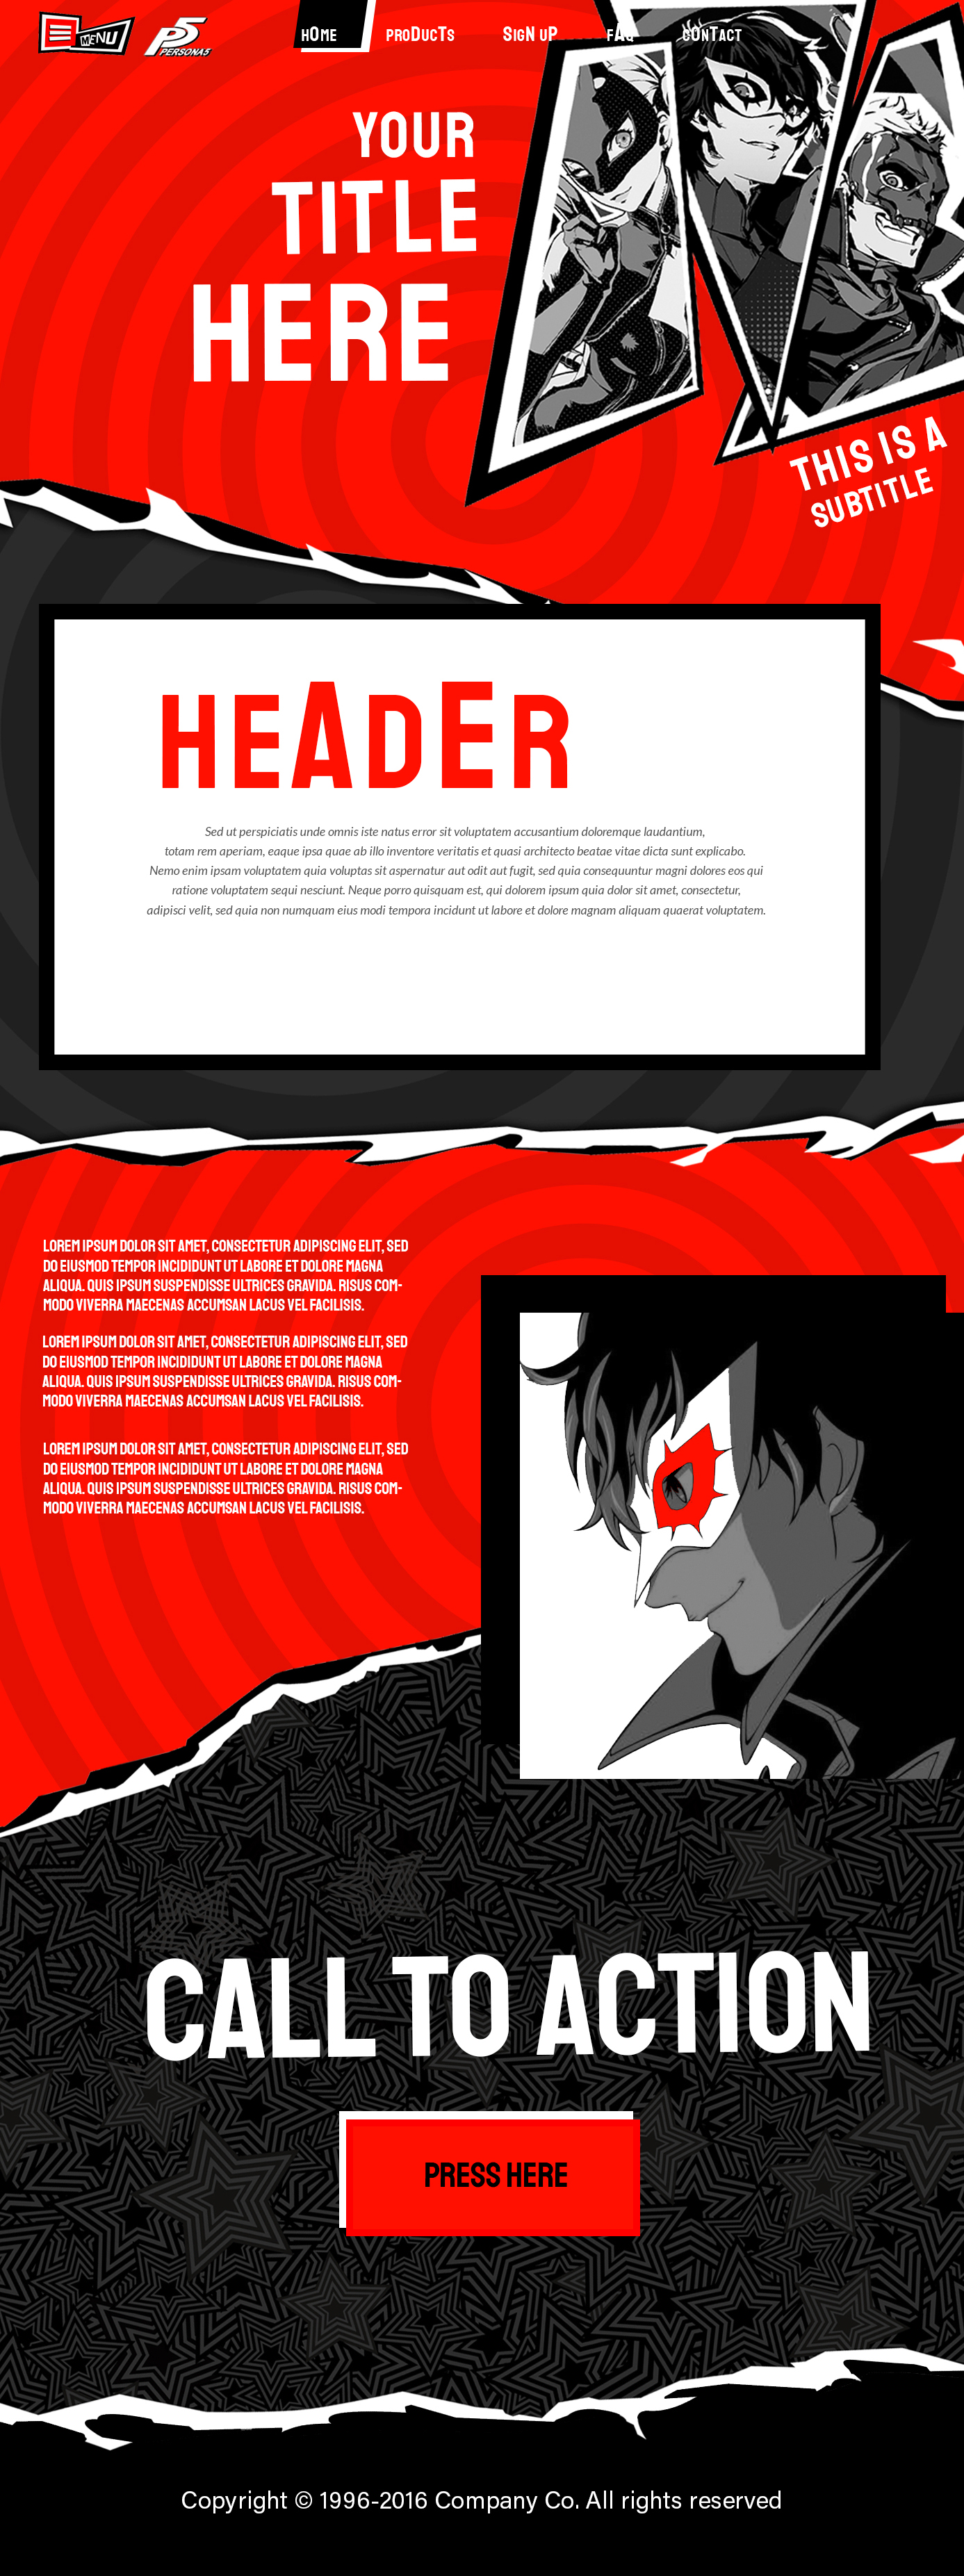 MENU
P5
PERSONA5
HOME
PRODUCTS
SIGN UP
FAQ
CONTACT
YOUR
TITLE
HERE
THIS IS A
SUBTITLE
HEADER
Sed ut perspiciatis unde omnis iste natus error sit voluptatem accusantium doloremque laudantium,
totam rem aperiam, eaque ipsa quae ab illo inventore veritatis et quasi architecto beatae vitae dicta sunt explicabo.
Nemo enim ipsam voluptatem quia voluptas sit aspernatur aut odit aut fugit, sed quia consequuntur magni dolores eos qui
ratione voluptatem sequi nesciunt. Neque porro quisquam est, qui dolorem ipsum quia dolor sit amet, consectetur,
adipisci velit, sed quia non numquam eius modi tempora incidunt ut labore et dolore magnam aliquam quaerat voluptatem.
LOREM IPSUM DOLOR SIT AMET, CONSECTETUR ADIPISCING ELIT, SED
DO EIUSMOD TEMPOR INCIDIDUNT UT LABORE ET DOLORE MAGNA
ALIQUA. QUIS IPSUM SUSPENDISSE ULTRICES GRAVIDA. RISUS COM-
MODO VIVERRA MAECENAS ACCUMSAN LACUS VEL FACILISIS.
LOREM IPSUM DOLOR SIT AMET, CONSECTETUR ADIPISCING ELIT, SED
DO EIUSMOD TEMPOR INCIDIDUNT UT LABORE ET DOLORE MAGNA
ALIQUA. QUIS IPSUM SUSPENDISSE ULTRICES GRAVIDA. RISUS COM-
MODO VIVERRA MAECENAS ACCUMSAN LACUS VEL FACILISIS.
LOREM IPSUM DOLOR SIT AMET, CONSECTETUR ADIPISCING ELIT, SED
DO EIUSMOD TEMPOR INCIDIDUNT UT LABORE ET DOLORE MAGNA
ALIQUA. QUIS IPSUM SUSPENDISSE ULTRICES GRAVIDA. RISUS COM-
MODO VIVERRA MAECENAS ACCUMSAN LACUS VEL FACILISIS.
CALL TO ACTION
PRESS HERE
Copyright © 1996-2016 Company Co. All rights reserved